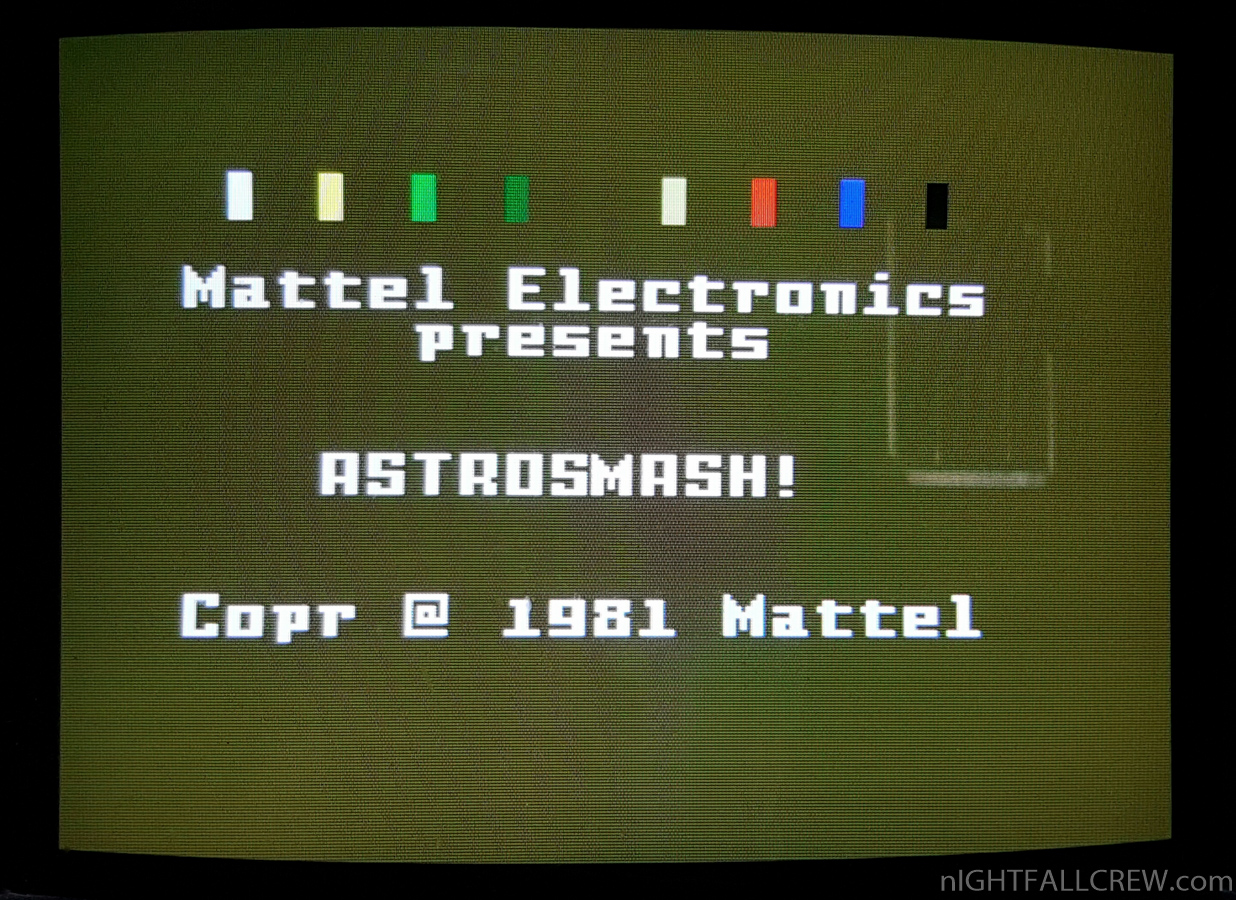 Mattel Electronics
presents
ASTROSMASH!
Copr @ 1981 Mattel
nIGHTFALLCREW.com